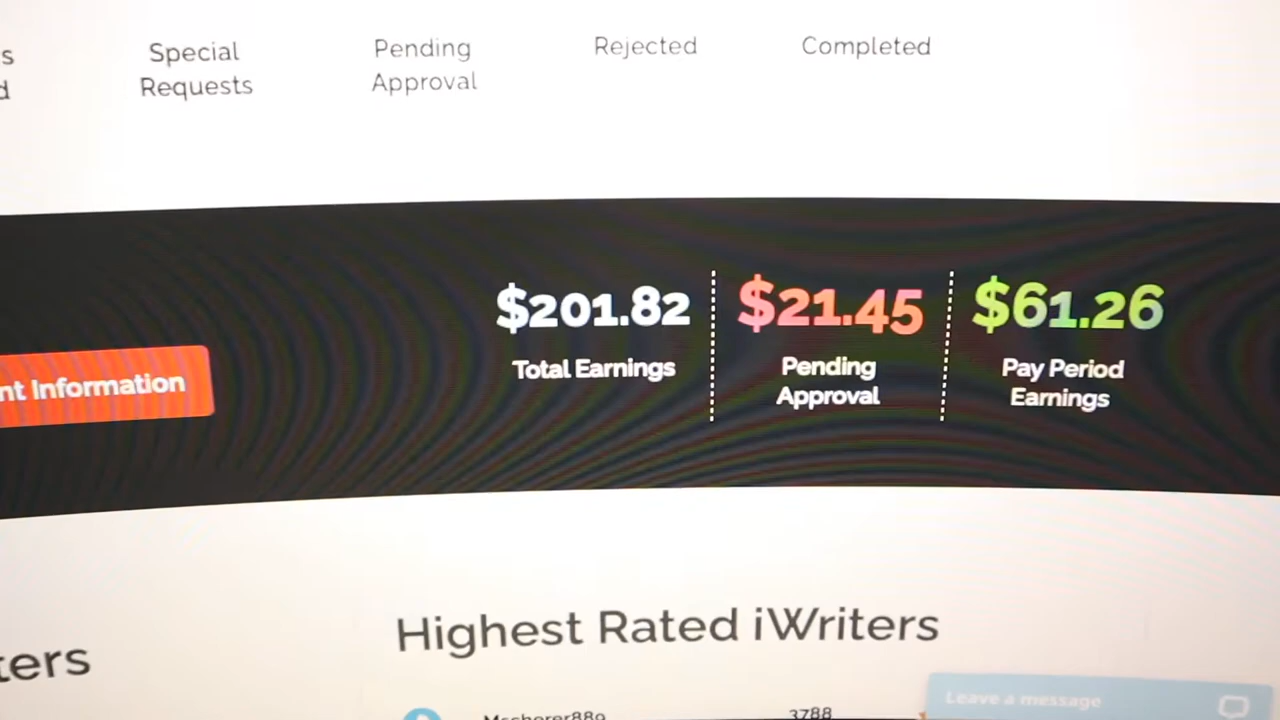 s
d
Special
Requests
Pending
Approval
Rejected
Completed
nt Information
$201.82
Total Earnings
$21.45
Pending
Approval
$61.26
Pay Period
Earnings
ters
Highest Rated iWriters
3788
Leave a message